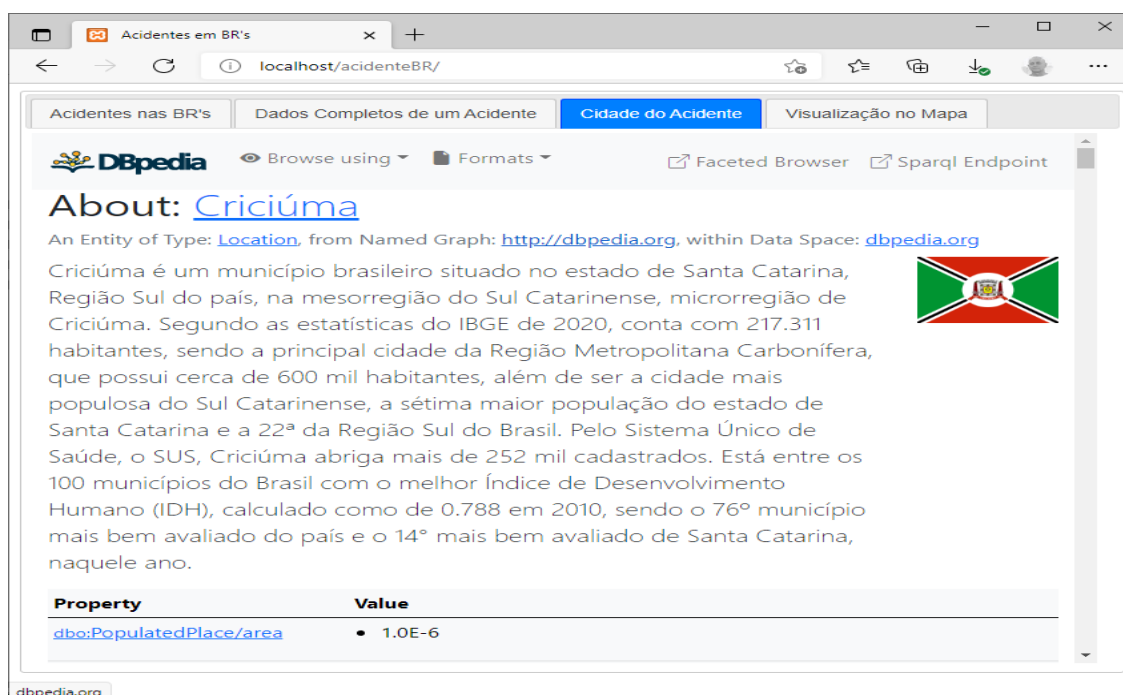 Acidentes em BR's
localhost/acidenteBR/
Acidentes nas BR's Dados Completos de um Acidente Cidade do Acidente Visualização no Mapa
DBpedia Browse using Formats Faceted Browser Sparql Endpoint
About: Criciúma
An Entity of Type: Location, from Named Graph: http://dbpedia.org, within Data Space: dbpedia.org
Criciúma é um município brasileiro situado no estado de Santa Catarina,
Região Sul do país, na mesorregião do Sul Catarinense, microrregião de
Criciúma. Segundo as estatísticas do IBGE de 2020, conta com 217.311
habitantes, sendo a principal cidade da Região Metropolitana Carbonífera,
que possui cerca de 600 mil habitantes, além de ser a cidade mais
populosa do Sul Catarinense, a sétima maior população do estado de
Santa Catarina e a 22ª da Região Sul do Brasil. Pelo Sistema Único de
Saúde, o SUS, Criciúma abriga mais de 252 mil cadastrados. Está entre os
100 municípios do Brasil com o melhor Índice de Desenvolvimento
Humano (IDH), calculado como de 0.788 em 2010, sendo o 76º município
mais bem avaliado do país e o 14° mais bem avaliado de Santa Catarina,
naquele ano.
Property Value
dbo:PopulatedPlace/area • 1.0E-6
dbpedia.org